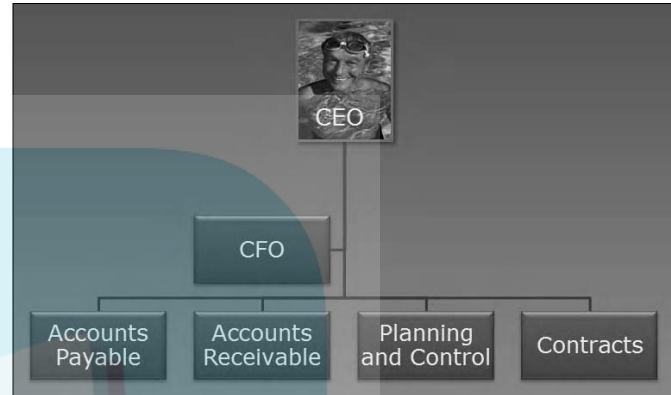 CEO
CFO
Accounts
Payable
Accounts
Receivable
Planning
and Control
Contracts